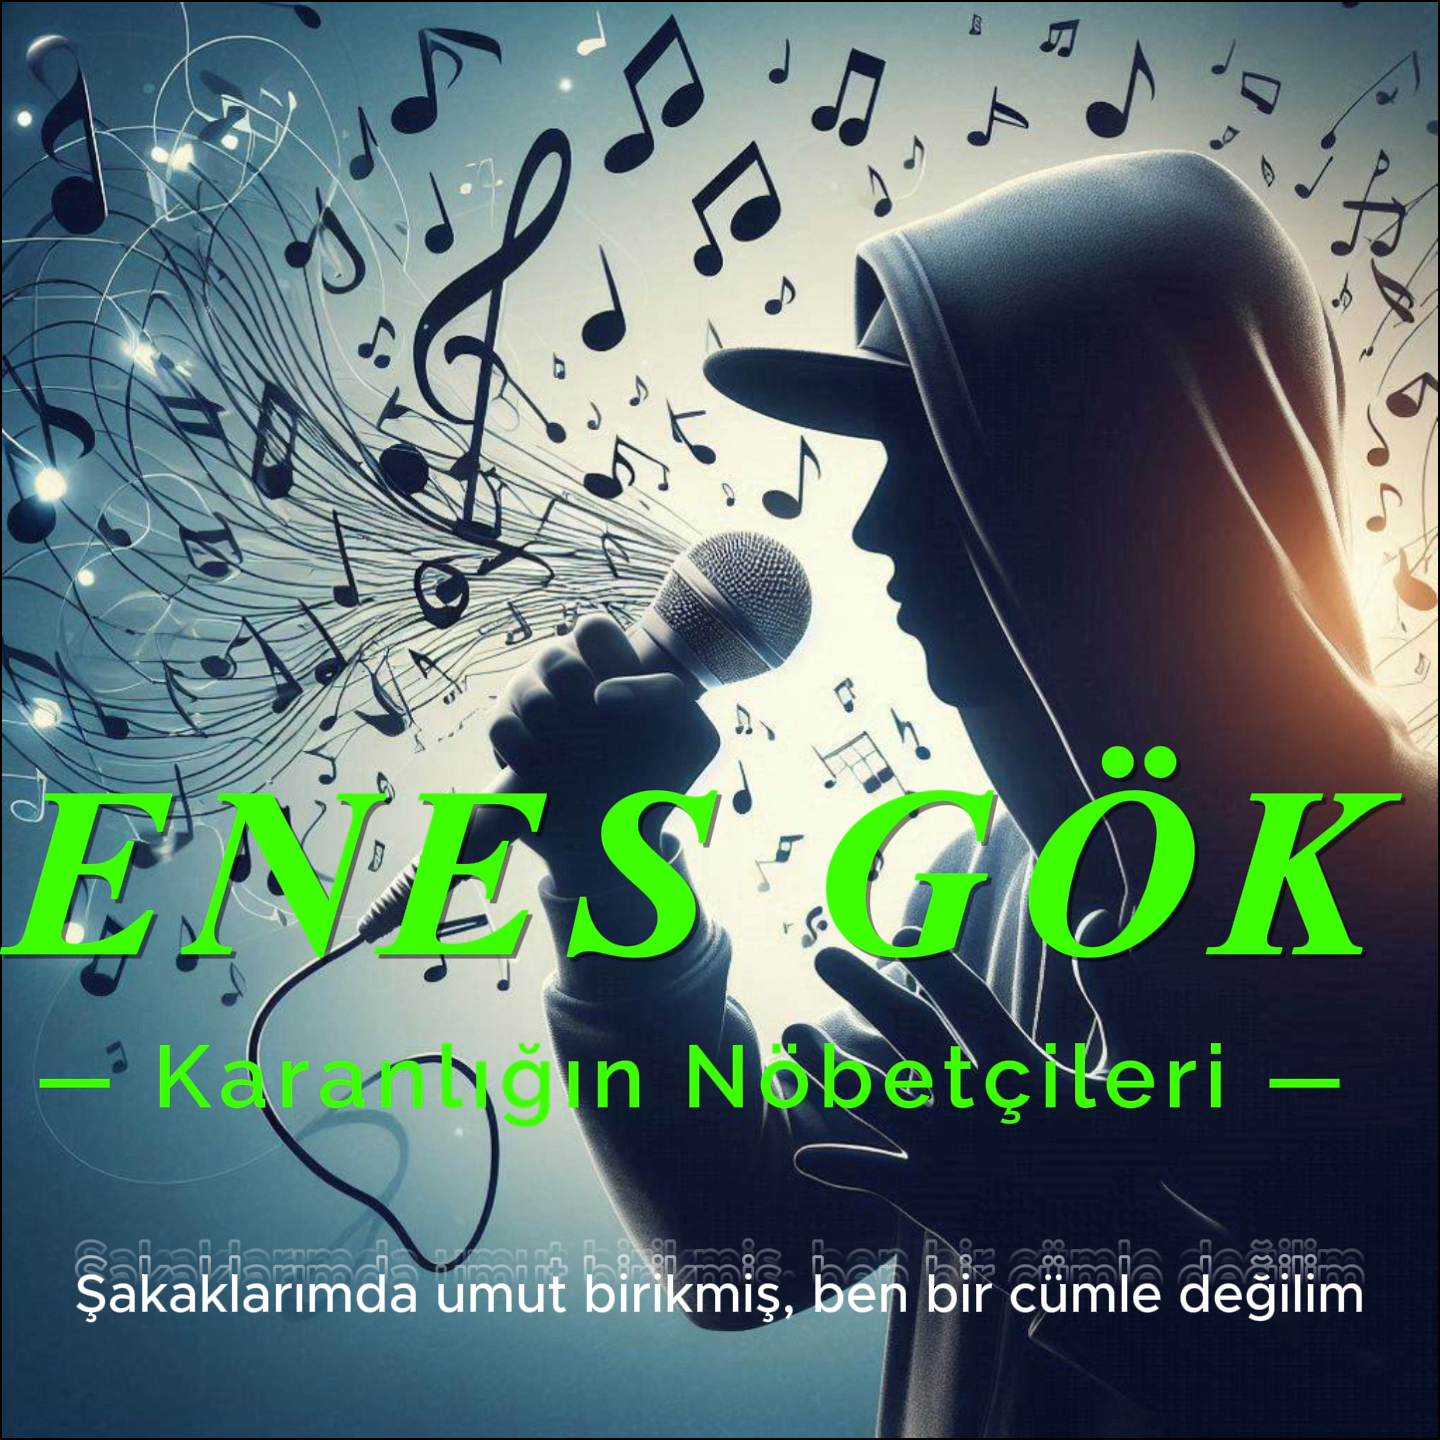 ENES GÖK
— Karanlığın Nöbetçileri —
Şakaklarımda umut birikmiş, ben bir cümle değilim